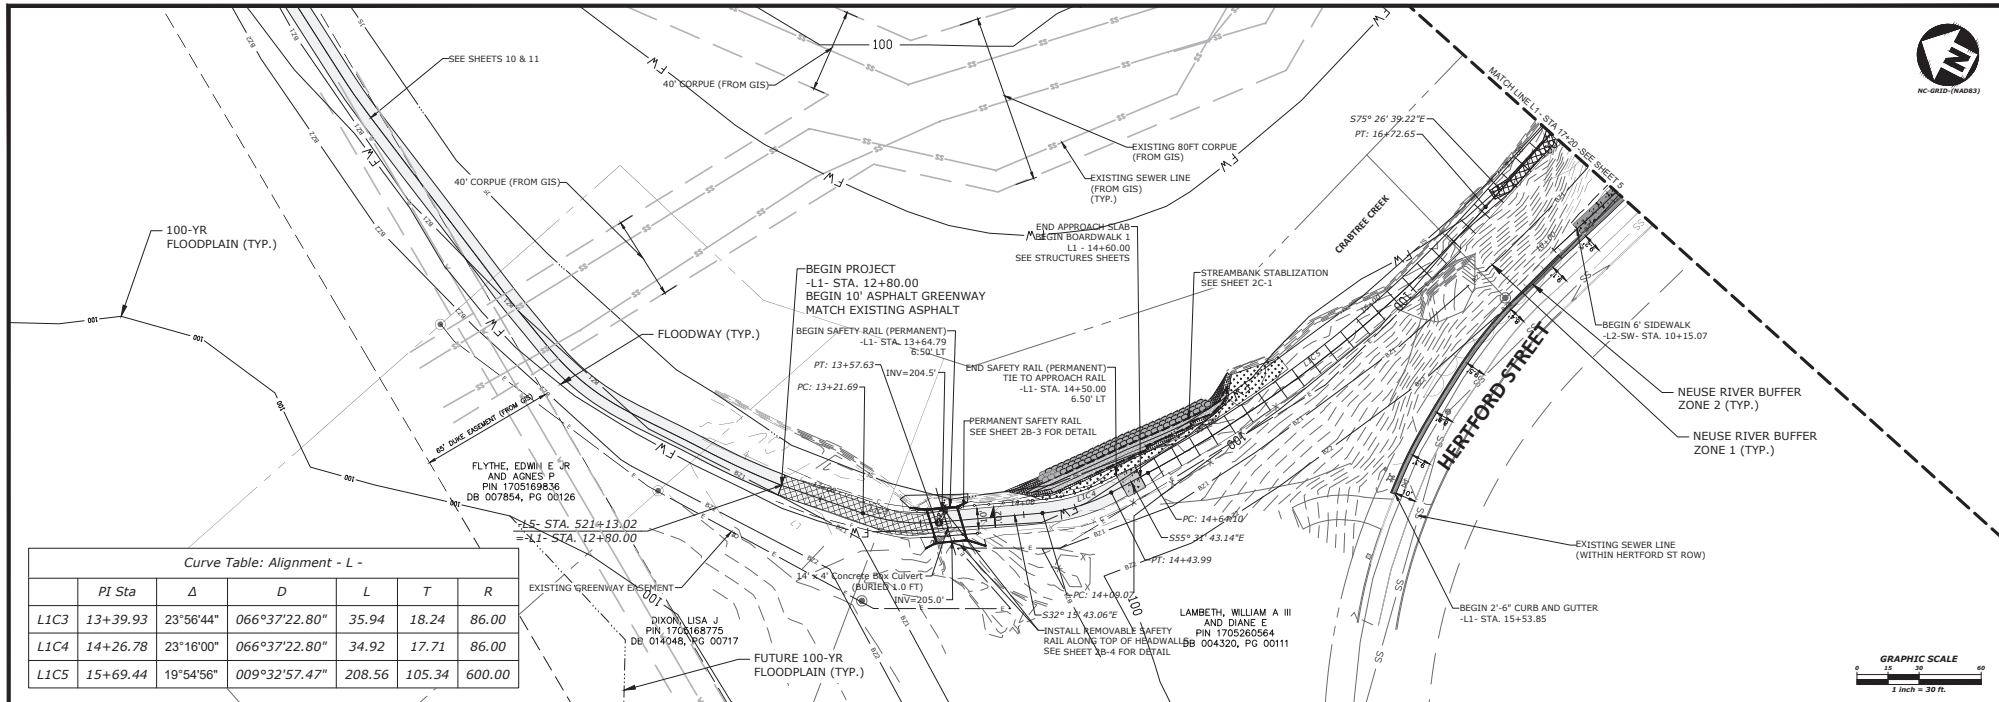 SEE SHEETS 10 & 11
40' CORPUE (FROM GIS)
100
MATCH LINE L1 - STA 17+20 -SEE SHEET 5
NC-GRID-(NAD83)
S75° 26' 39.22"E
PT: 16+72.65
EXISTING 80FT CORPUE
(FROM GIS)
EXISTING SEWER LINE
(FROM GIS)
(TYP.)
40' CORPUE (FROM GIS)
100-YR
FLOODPLAIN (TYP.)
CRABTREE CREEK
END APPROACH SLAB
BEGIN BOARDWALK 1
L1 - 14+60.00
SEE STRUCTURES SHEETS
BEGIN PROJECT
-L1- STA. 12+80.00
BEGIN 10' ASPHALT GREENWAY
MATCH EXISTING ASPHALT
STREAMBANK STABLIZATION
SEE SHEET 2C-1
FLOODWAY (TYP.)
BEGIN SAFETY RAIL (PERMANENT)
-L1- STA. 13+64.79
6.50' LT
BEGIN 6' SIDEWALK
-L2-SW- STA. 10+15.07
PT: 13+57.63
INV=204.5'
PC: 13+21.69
END SAFETY RAIL (PERMANENT)
TIE TO APPROACH RAIL
-L1- STA. 14+50.00
6.50' LT
HERTFORD STREET
NEUSE RIVER BUFFER
ZONE 2 (TYP.)
PERMANENT SAFETY RAIL
SEE SHEET 2B-3 FOR DETAIL
NEUSE RIVER BUFFER
ZONE 1 (TYP.)
85' DUKE EASEMENT (FROM GIS)
FLYTHE, EDWIN E JR
AND AGNES P
PIN 1705169836
DB 007854, PG 00126
L1C5
L1C4
14+00
-L5- STA. 521+13.02
=-L1- STA. 12+80.00
PC: 14+64.10
S55° 31' 43.14"E
PT: 14+43.99
EXISTING SEWER LINE
(WITHIN HERTFORD ST ROW)
14' x 4' Concrete Box Culvert
(BURIED 1.0 FT)
INV=205.0'
EXISTING GREENWAY EASEMENT
PC: 14+09.07
S32° 15' 43.06"E
100
100
DIXON, LISA J
PIN 1705168775
DB 014048, PG 00717
INSTALL REMOVABLE SAFETY
RAIL ALONG TOP OF HEADWALLS
SEE SHEET 2B-4 FOR DETAIL
LAMBETH, WILLIAM A III
AND DIANE E
PIN 1705260564
DB 004320, PG 00111
BEGIN 2'-6" CURB AND GUTTER
-L1- STA. 15+53.85
FUTURE 100-YR
FLOODPLAIN (TYP.)
Curve Table: Alignment - L -
PI Sta Δ D L T R
L1C3 13+39.93 23°56'44" 066°37'22.80" 35.94 18.24 86.00
L1C4 14+26.78 23°16'00" 066°37'22.80" 34.92 17.71 86.00
L1C5 15+69.44 19°54'56" 009°32'57.47" 208.56 105.34 600.00
GRAPHIC SCALE
0 15 30 60
1 inch = 30 ft.